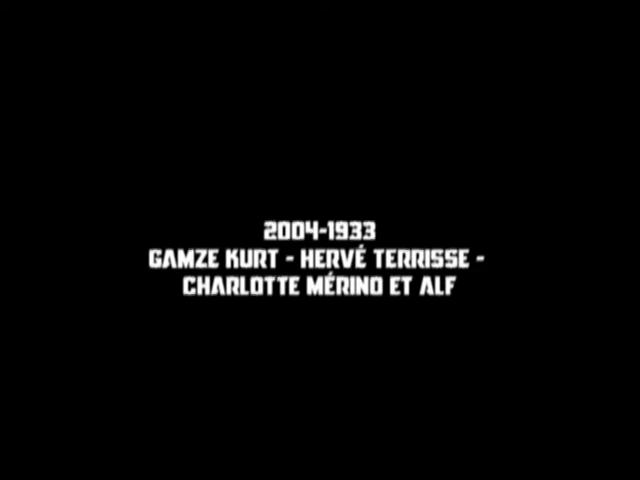 2004-1933
GAMZE KURT - HERVÉ TERRISSE -
CHARLOTTE MÉRINO ET ALF